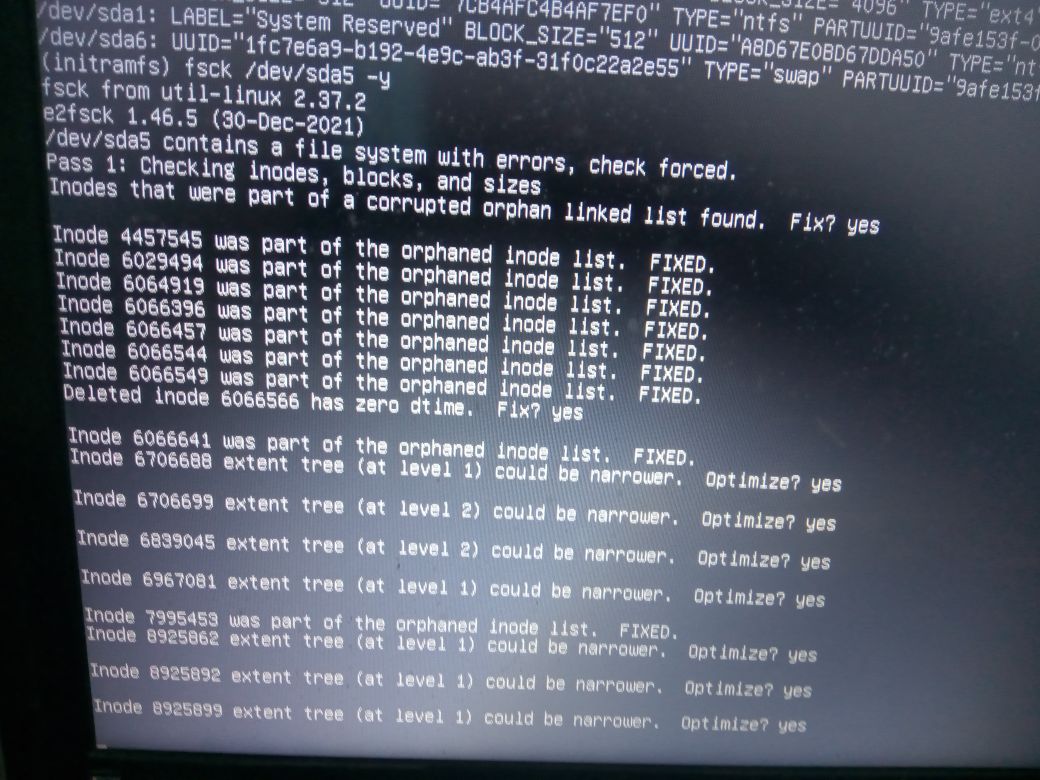 512" UUID="7CB4AFC4B4AF7EF0" TYPE="ntfs" BLOCK_SIZE="4096" TYPE="ext4
/dev/sda1: LABEL="System Reserved" BLOCK_SIZE="512" UUID="A8D67E0BD67DDA50" TYPE="nt
/dev/sda6: UUID="1fc7e6a9-b192-4e9c-ab3f-31f0c22a2e55" TYPE="swap" PARTUUID="9afe153f
(initramfs) fsck /dev/sda5 -y
fsck from util-linux 2.37.2
e2fsck 1.46.5 (30-Dec-2021)
/dev/sda5 contains a file system with errors, check forced.
Pass 1: Checking inodes, blocks, and sizes
Inodes that were part of a corrupted orphan linked list found.  Fix? yes

Inode 4457545 was part of the orphaned inode list.  FIXED.
Inode 6029494 was part of the orphaned inode list.  FIXED.
Inode 6064919 was part of the orphaned inode list.  FIXED.
Inode 6066396 was part of the orphaned inode list.  FIXED.
Inode 6066457 was part of the orphaned inode list.  FIXED.
Inode 6066544 was part of the orphaned inode list.  FIXED.
Inode 6066549 was part of the orphaned inode list.  FIXED.
Deleted inode 6066566 has zero dtime.  Fix? yes

Inode 6066641 was part of the orphaned inode list.  FIXED.
Inode 6706688 extent tree (at level 1) could be narrower.  Optimize? yes

Inode 6706699 extent tree (at level 2) could be narrower.  Optimize? yes

Inode 6839045 extent tree (at level 2) could be narrower.  Optimize? yes

Inode 6967081 extent tree (at level 1) could be narrower.  Optimize? yes

Inode 7995453 was part of the orphaned inode list.  FIXED.
Inode 8925862 extent tree (at level 1) could be narrower.  Optimize? yes

Inode 8925892 extent tree (at level 1) could be narrower.  Optimize? yes

Inode 8925899 extent tree (at level 1) could be narrower.  Optimize? yes